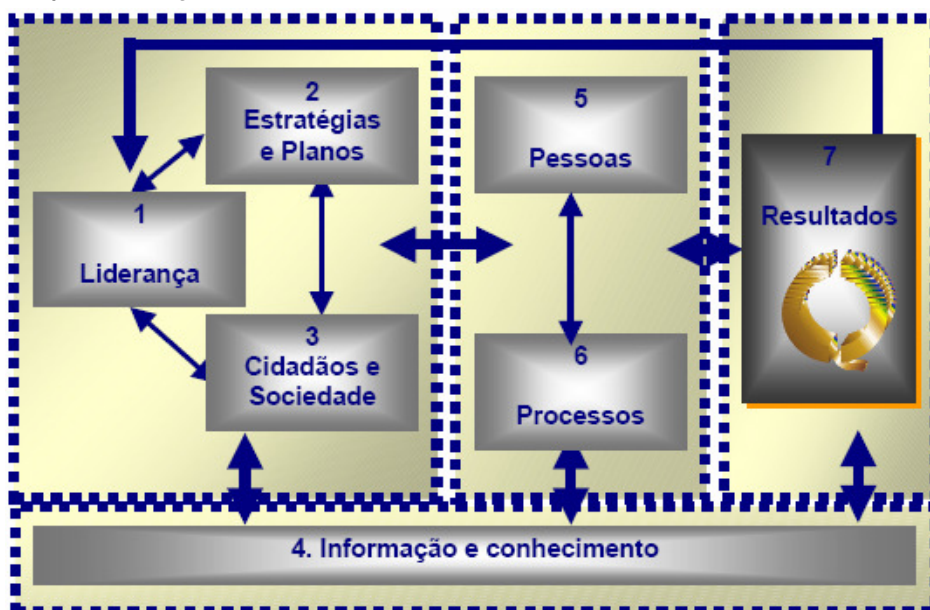 1
Liderança
2
Estratégias
e Planos
3
Cidadãos e
Sociedade
5
Pessoas
6
Processos
7
Resultados
4. Informação e conhecimento